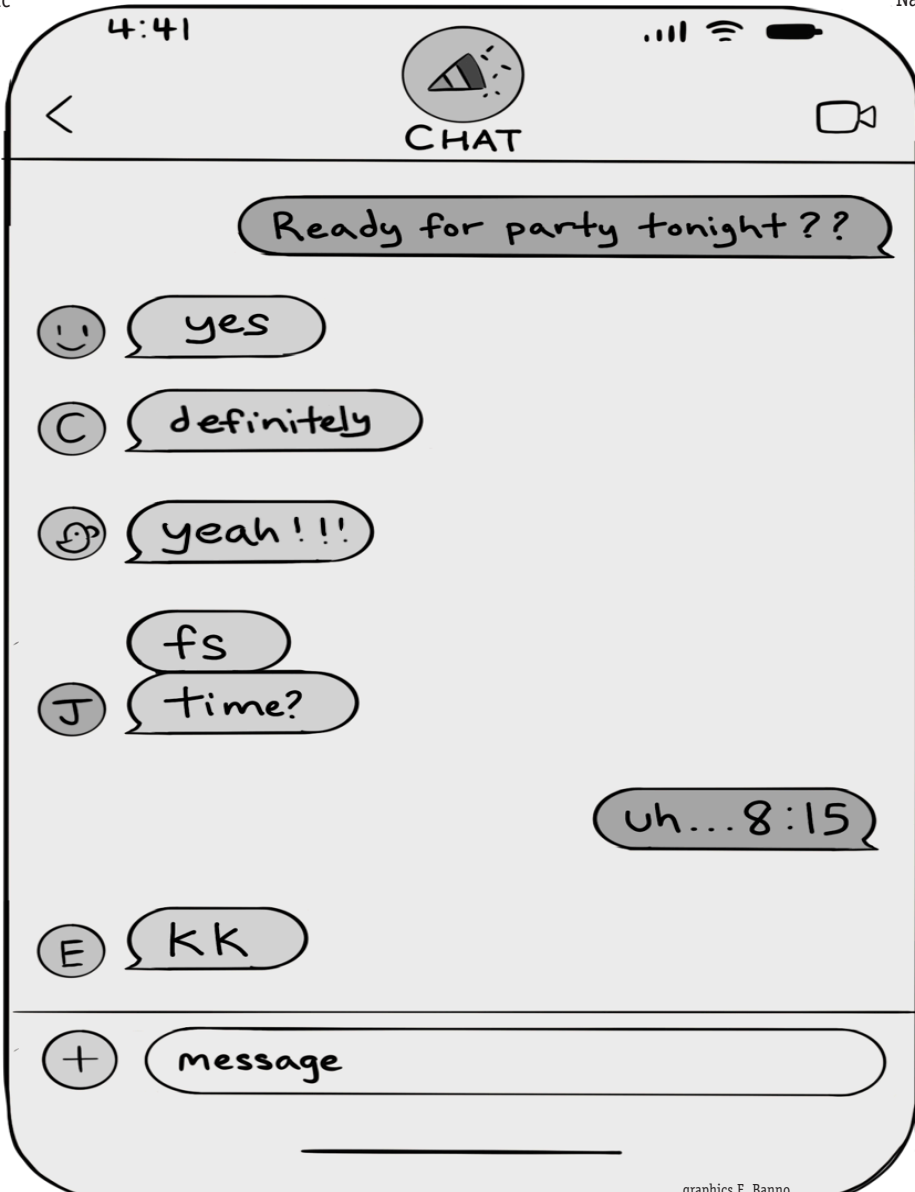 4:41
CHAT
Ready for party tonight??
yes
C
definitely
yeah!!!
fs
J
time?
uh...8:15
E
KK
+
message
graphics E. Banno